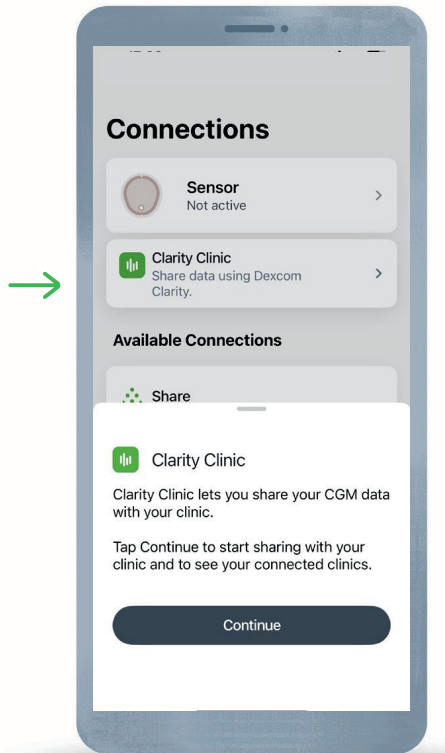 Connections
Sensor
Not active
Clarity Clinic
Share data using Dexcom
Clarity.
Available Connections
Share
Clarity Clinic
Clarity Clinic lets you share your CGM data
with your clinic.
Tap Continue to start sharing with your
clinic and to see your connected clinics.
Continue